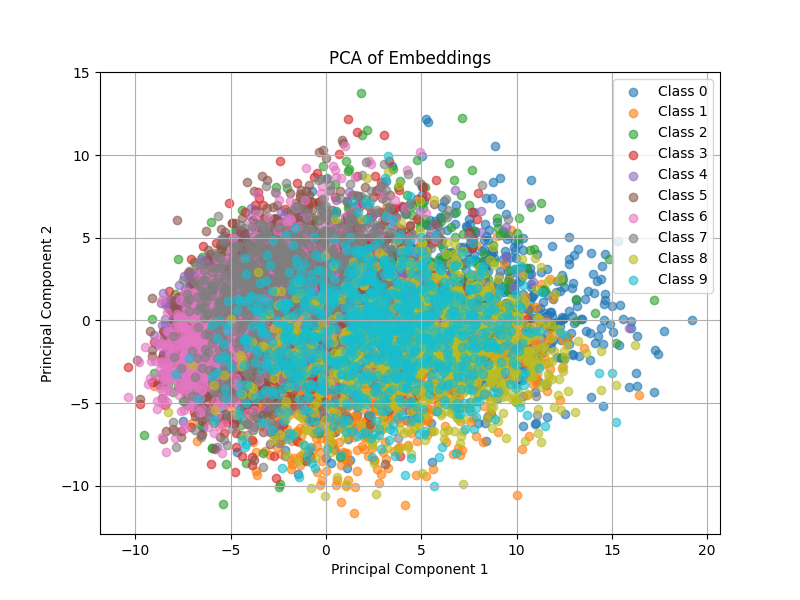 PCA of Embeddings
15
10
5
0
−5
−10
Principal Component 2
Class 0
Class 1
Class 2
Class 3
Class 4
Class 5
Class 6
Class 7
Class 8
Class 9
−10 −5 0 5 10 15 20
Principal Component 1